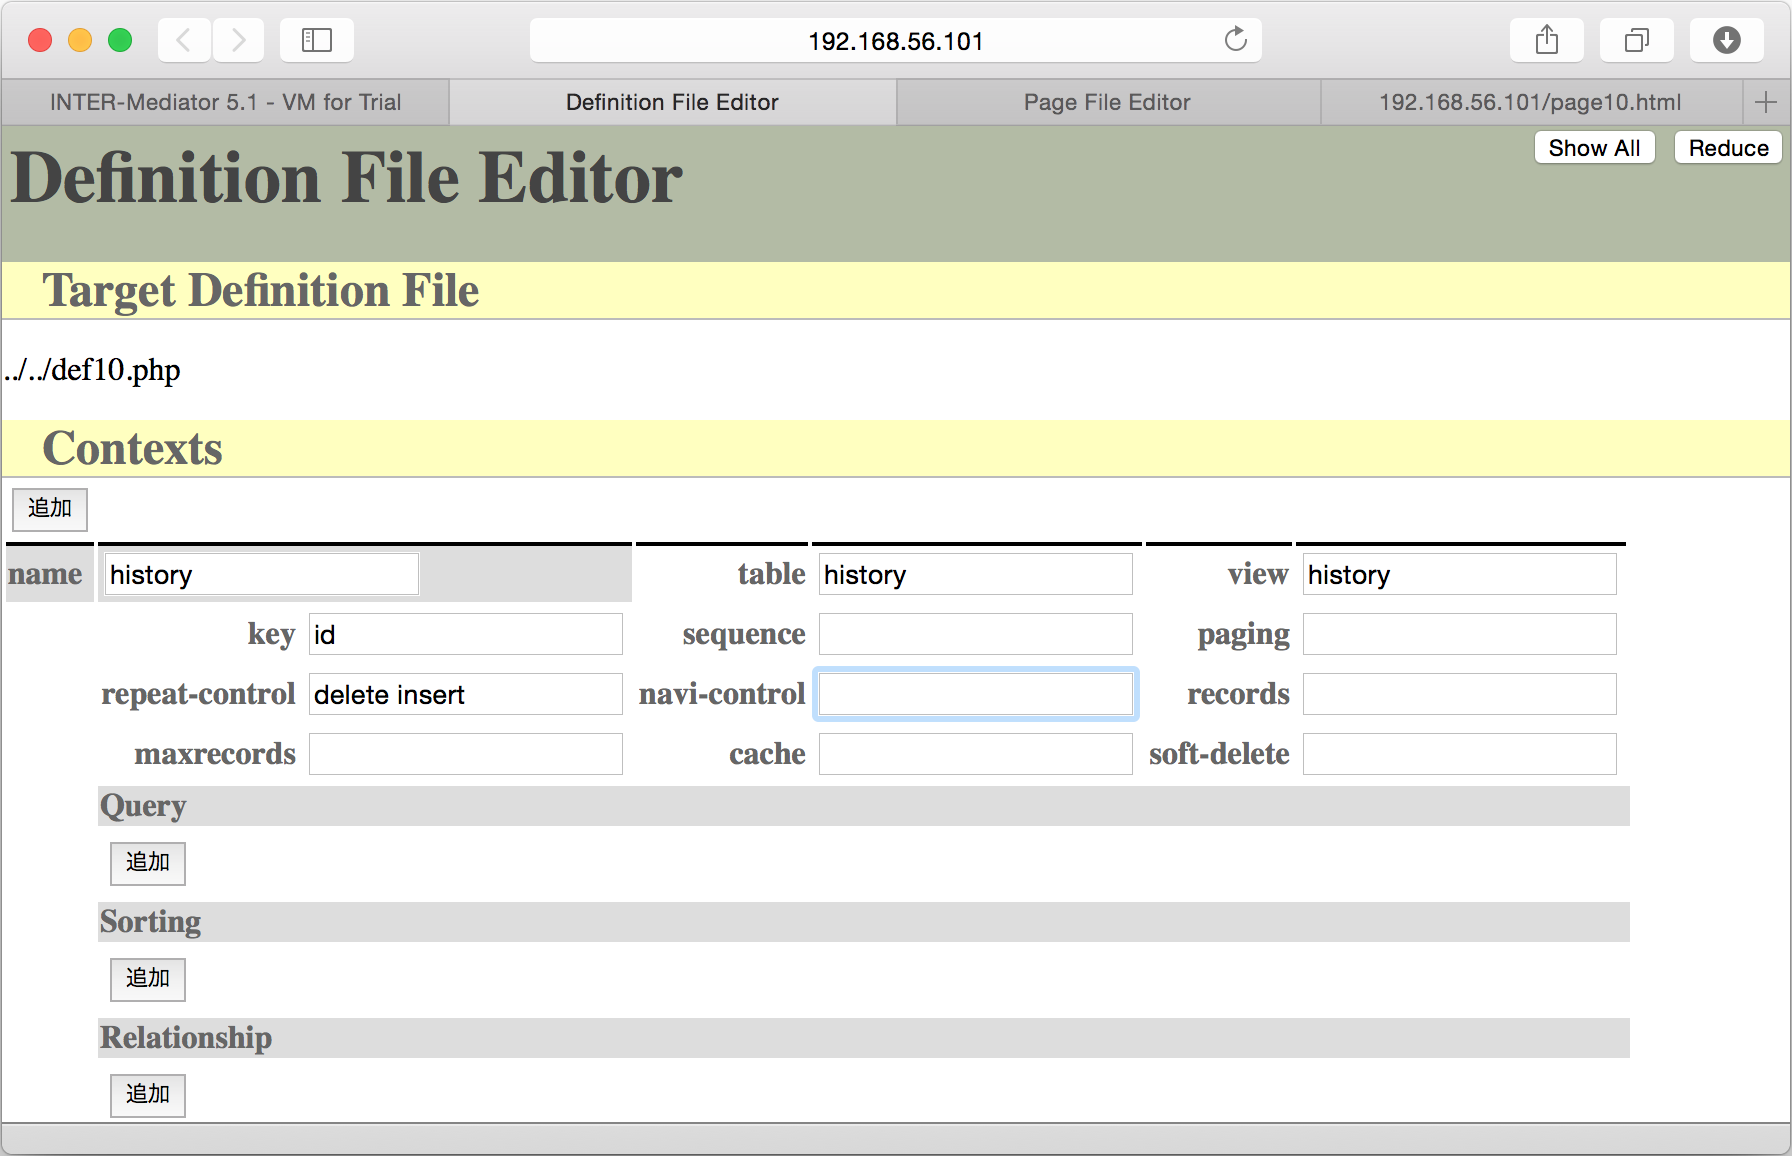 192.168.56.101
INTER-Mediator 5.1 - VM for Trial Definition File Editor Page File Editor 192.168.56.101/page10.html
Show All Reduce
Definition File Editor
Target Definition File
../../def10.php
Contexts
追加
name history table history view history
key id sequence paging
repeat-control delete insert navi-control records
maxrecords cache soft-delete
Query
追加
Sorting
追加
Relationship
追加